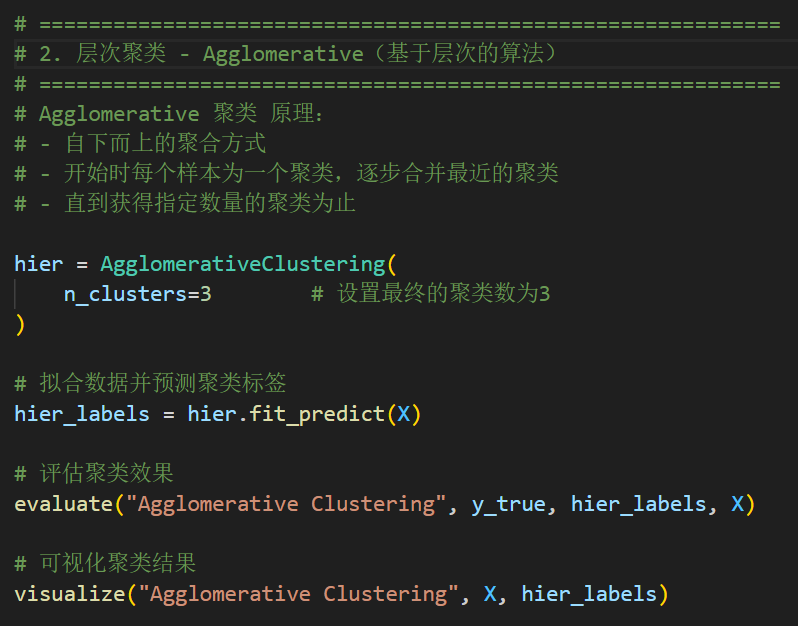 # ============================================================
# 2. 层次聚类 - Agglomerative（基于层次的算法）
# ============================================================
# Agglomerative 聚类 原理：
# - 自下而上的聚合方式
# - 开始时每个样本为一个聚类，逐步合并最近的聚类
# - 直到获得指定数量的聚类为止
hier = AgglomerativeClustering(
    n_clusters=3        # 设置最终的聚类数为3
)
# 拟合数据并预测聚类标签
hier_labels = hier.fit_predict(X)
# 评估聚类效果
evaluate("Agglomerative Clustering", y_true, hier_labels, X)
# 可视化聚类结果
visualize("Agglomerative Clustering", X, hier_labels)